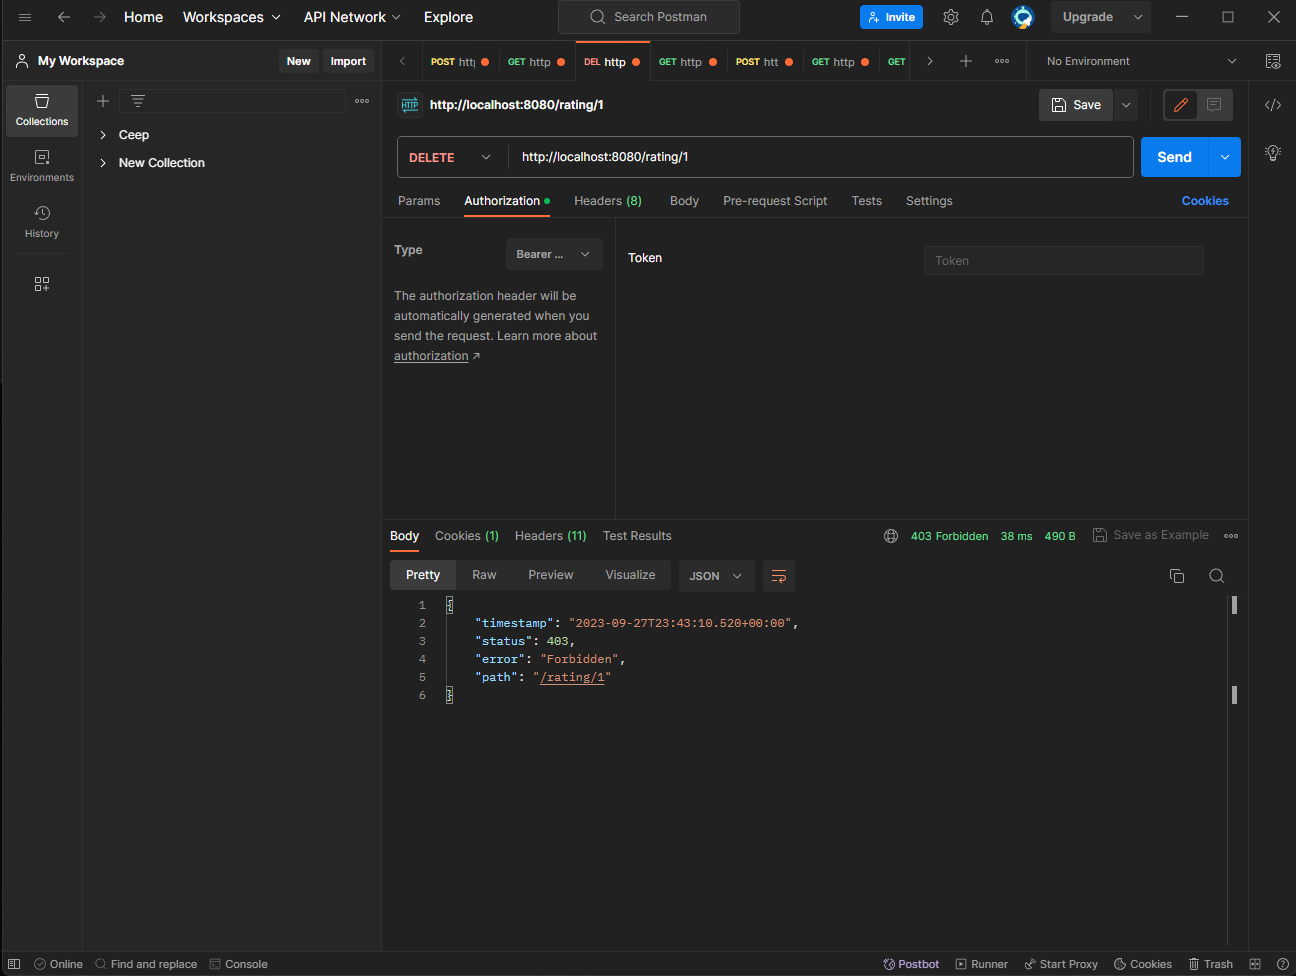 Home Workspaces API Network Explore Search Postman Invite Upgrade
My Workspace New Import
POST GET http DEL http GET http POST htt GET http GET No Environment
Collections
Ceep
New Collection
Environments
History
HTTP http://localhost:8080/rating/1 Save
DELETE http://localhost:8080/rating/1 Send
Params Authorization Headers (8) Body Pre-request Script Tests Settings Cookies
Type Bearer ...
Token Token
The authorization header will be
automatically generated when you
send the request. Learn more about
authorization ↗
Body Cookies (1) Headers (11) Test Results 403 Forbidden 38 ms 490 B Save as Example
Pretty Raw Preview Visualize JSON
1 {
2 "timestamp": "2023-09-27T23:43:10.520+00:00",
3 "status": 403,
4 "error": "Forbidden",
5 "path": "/rating/1"
6 }
Online Find and replace Console Postbot Runner Start Proxy Cookies Trash